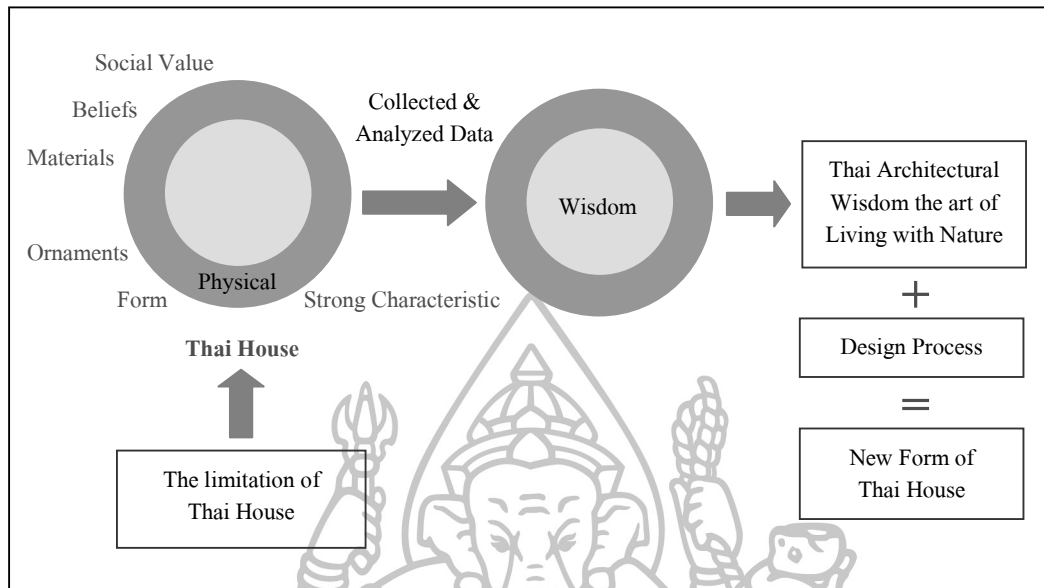 Social Value
Beliefs
Materials
Ornaments
Form
Physical
Strong Characteristic
Thai House
The limitation of
Thai House
Collected &
Analyzed Data
Wisdom
Thai Architectural
Wisdom the art of
Living with Nature
+
Design Process
=
New Form of
Thai House